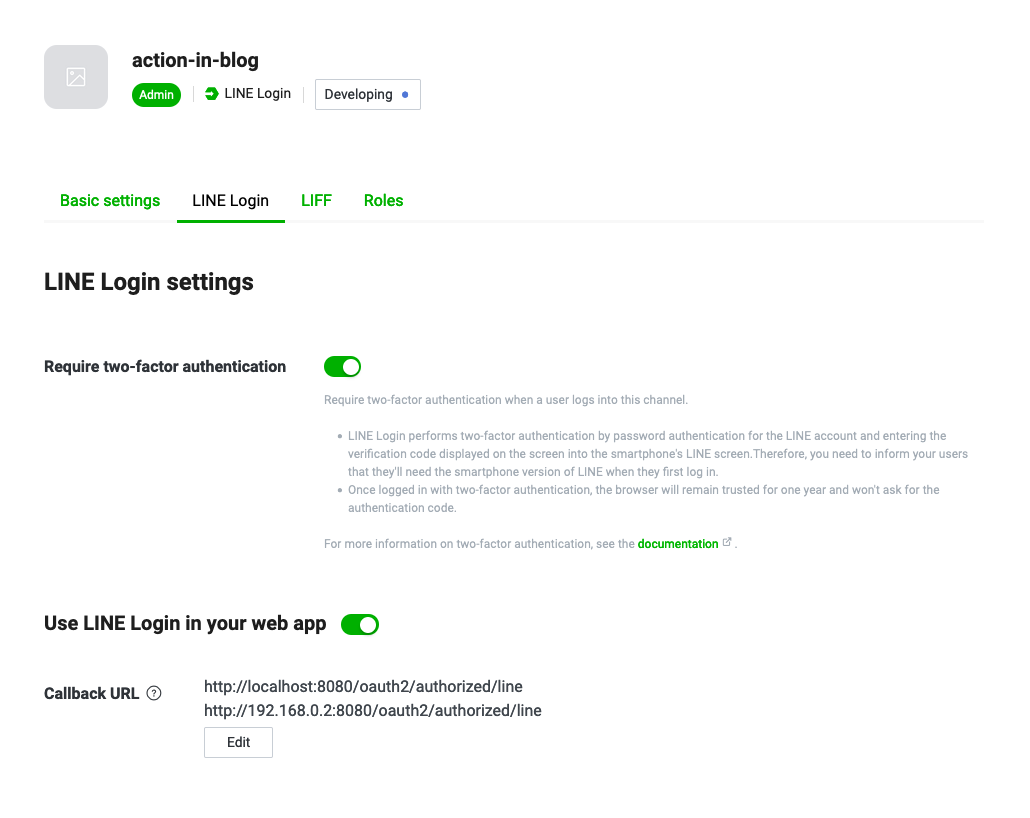 action-in-blog
Admin
LINE Login
Developing
Basic settings
LINE Login
LIFF
Roles
LINE Login settings
Require two-factor authentication
Require two-factor authentication when a user logs into this channel.
LINE Login performs two-factor authentication by password authentication for the LINE account and entering the
verification code displayed on the screen into the smartphone's LINE screen.Therefore, you need to inform your users
that they'll need the smartphone version of LINE when they first log in.
Once logged in with two-factor authentication, the browser will remain trusted for one year and won't ask for the
authentication code.
For more information on two-factor authentication, see the documentation .
Use LINE Login in your web app
Callback URL ?
http://localhost:8080/oauth2/authorized/line
http://192.168.0.2:8080/oauth2/authorized/line
Edit